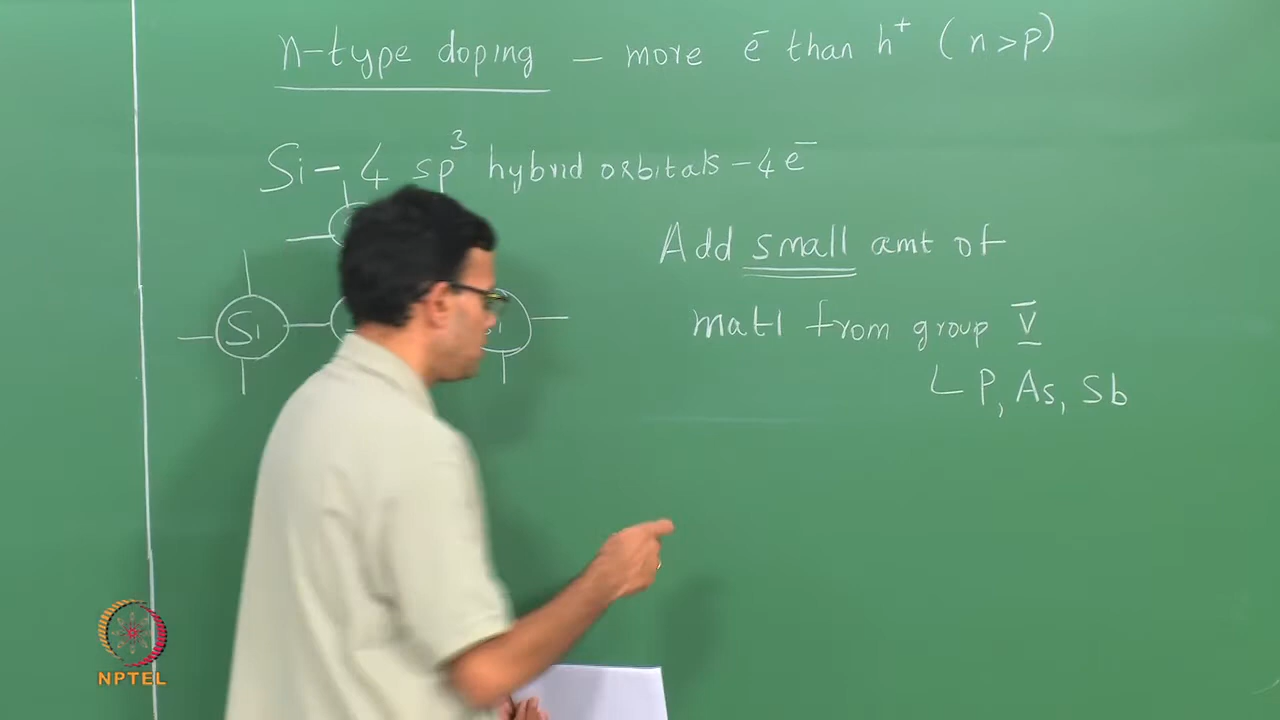 n-type doping — more e⁻ than h⁺ (n>p)
Si – 4 sp³ hybrid orbitals – 4e⁻
Add small amt of
matl from group V
P, As, Sb
Si
NPTEL